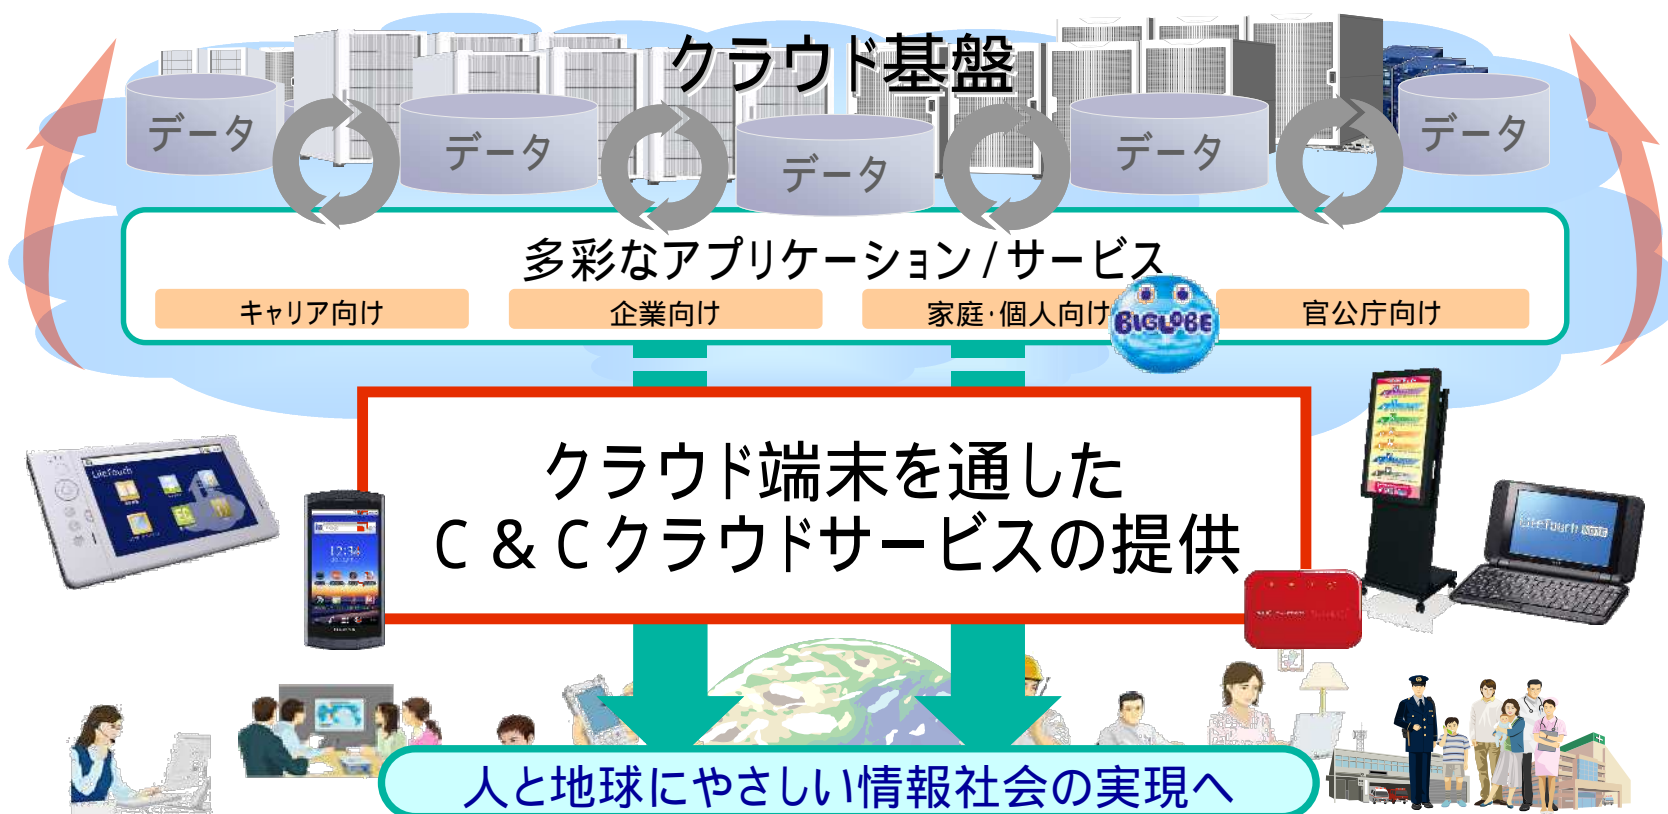 クラウド基盤
データ
データ
データ
データ
データ
多彩なアプリケーション/サービス
キャリア向け
企業向け
家庭・個人向け
官公庁向け
BIGLOBE
クラウド端末を通した
C&Cクラウドサービスの提供
LifeTouch
EC
12:34
LifeTouch NOTE
人と地球にやさしい情報社会の実現へ